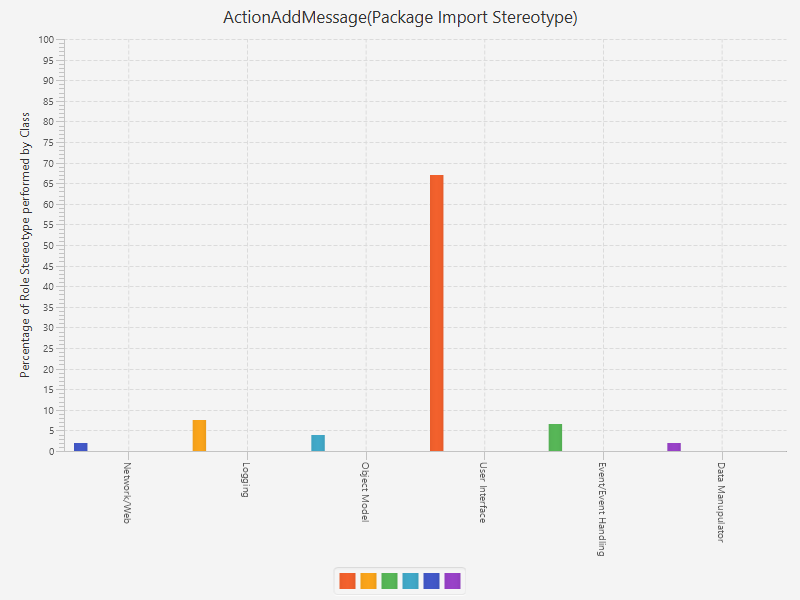 ActionAddMessage(Package Import Stereotype)
Percentage of Role Stereotype performed by Class
100
95
90
85
80
75
70
65
60
55
50
45
40
35
30
25
20
15
10
5
0
Network/Web
Logging
Object Model
User Interface
Event/Event Handling
Data Manupulator